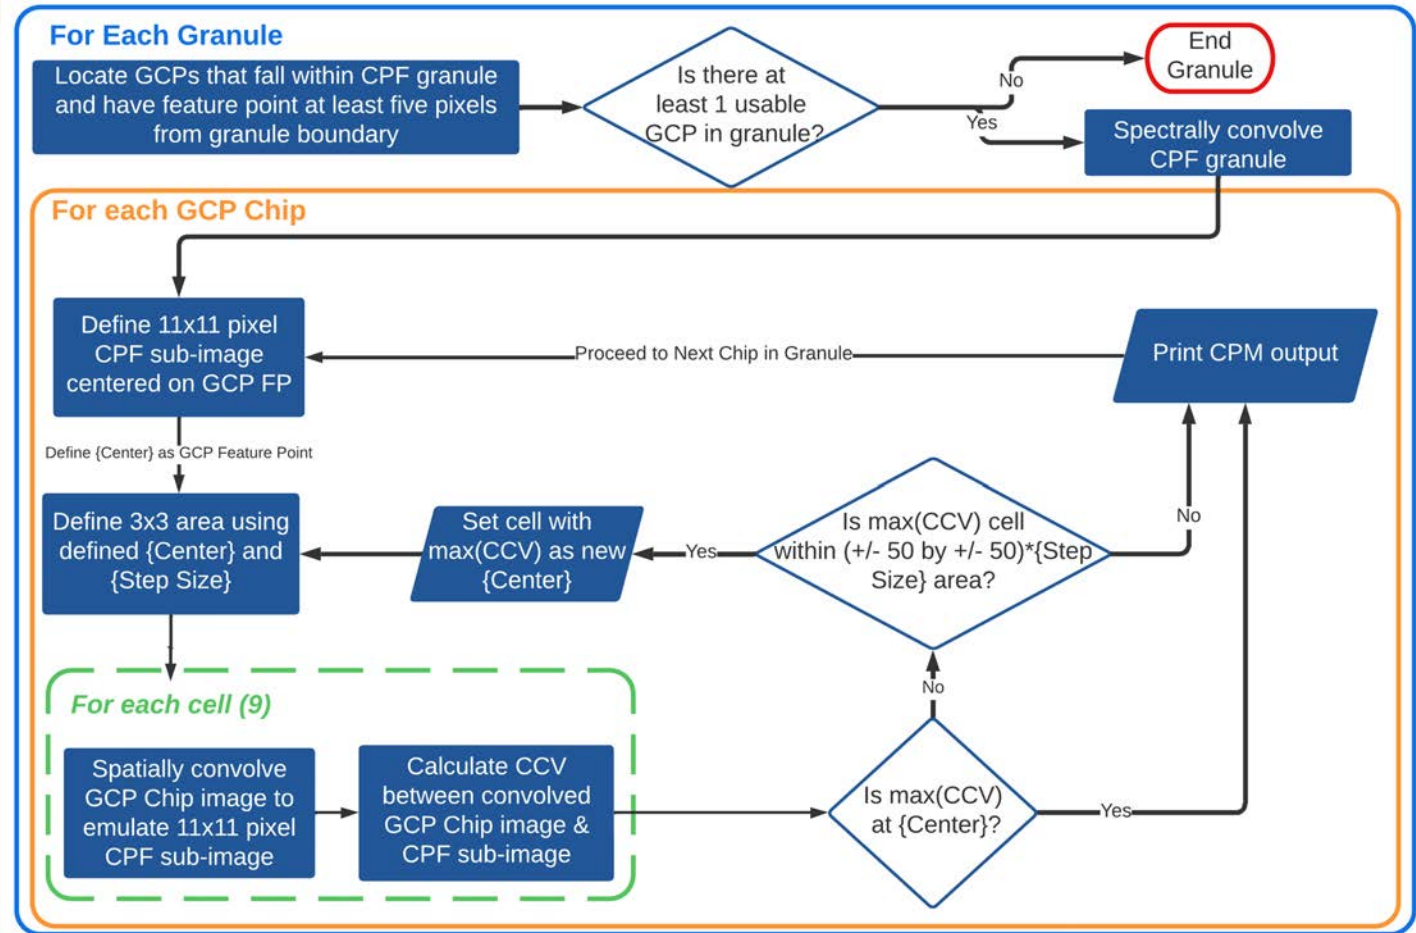 For Each Granule
Locate GCPs that fall within CPF granule
and have feature point at least five pixels
from granule boundary
Is there at
least 1 usable
GCP in granule?
No
End
Granule
Yes
Spectrally convolve
CPF granule
For each GCP Chip
Define 11x11 pixel
CPF sub-image
centered on GCP FP
Proceed to Next Chip in Granule
Print CPM output
Define {Center} as GCP Feature Point
Define 3x3 area using
defined {Center} and
{Step Size}
Set cell with
max(CCV) as new
{Center}
Yes
Is max(CCV) cell
within (+/- 50 by +/- 50)*{Step
Size} area?
No
For each cell (9)
Spatially convolve
GCP Chip image to
emulate 11x11 pixel
CPF sub-image
Calculate CCV
between convolved
GCP Chip image &
CPF sub-image
No
Is max(CCV)
at {Center}?
Yes